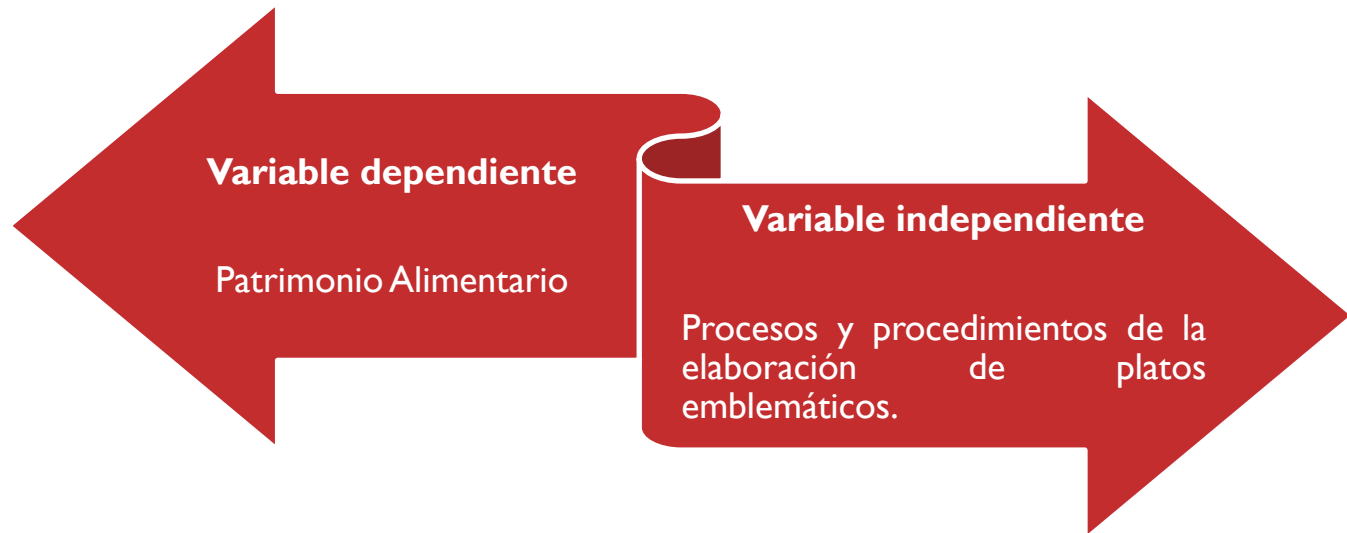 Variable dependiente
Patrimonio Alimentario
Variable independiente
Procesos y procedimientos de la
elaboración de platos
emblemáticos.